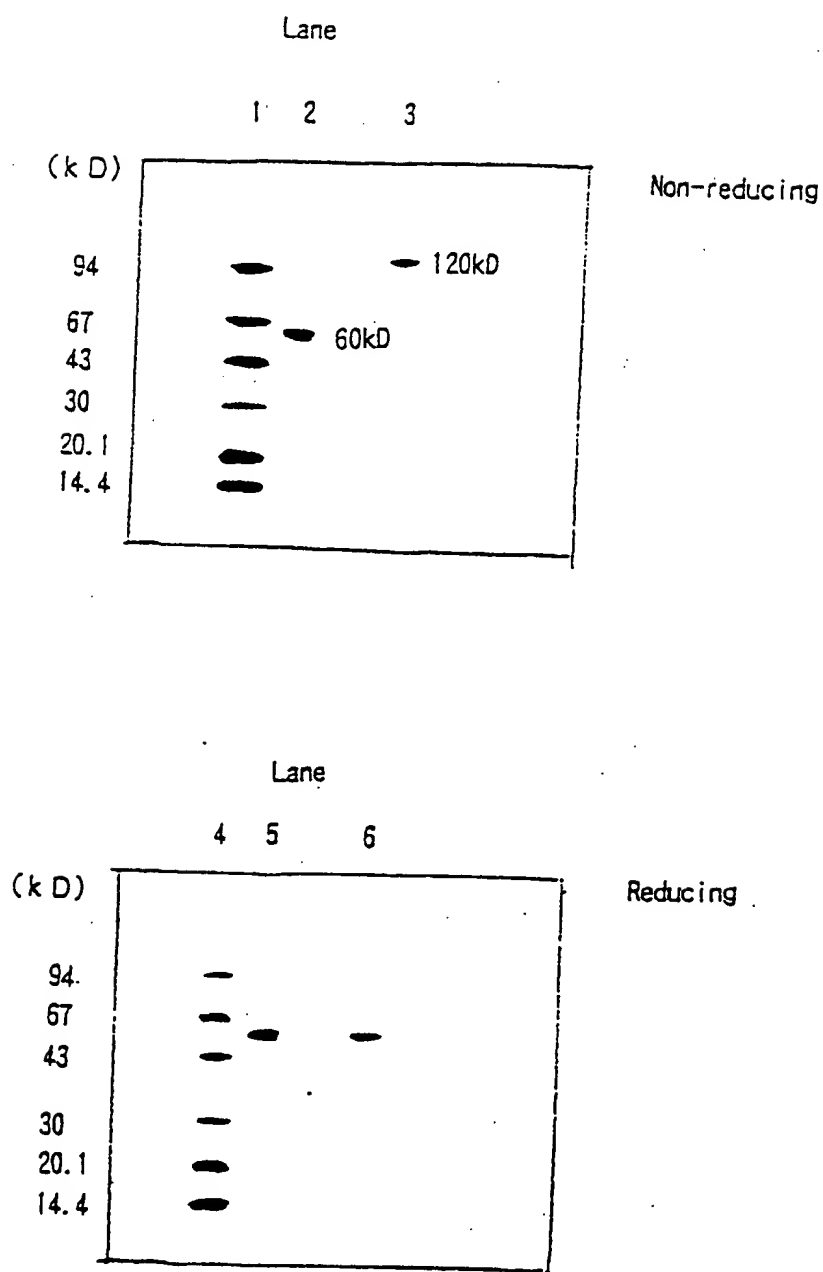 Lane
1 2 3
(kD)
Non-reducing
94
120kD
67
60kD
43
30
20.1
14.4
Lane
4 5 6
(kD)
Reducing
94
67
43
30
20.1
14.4